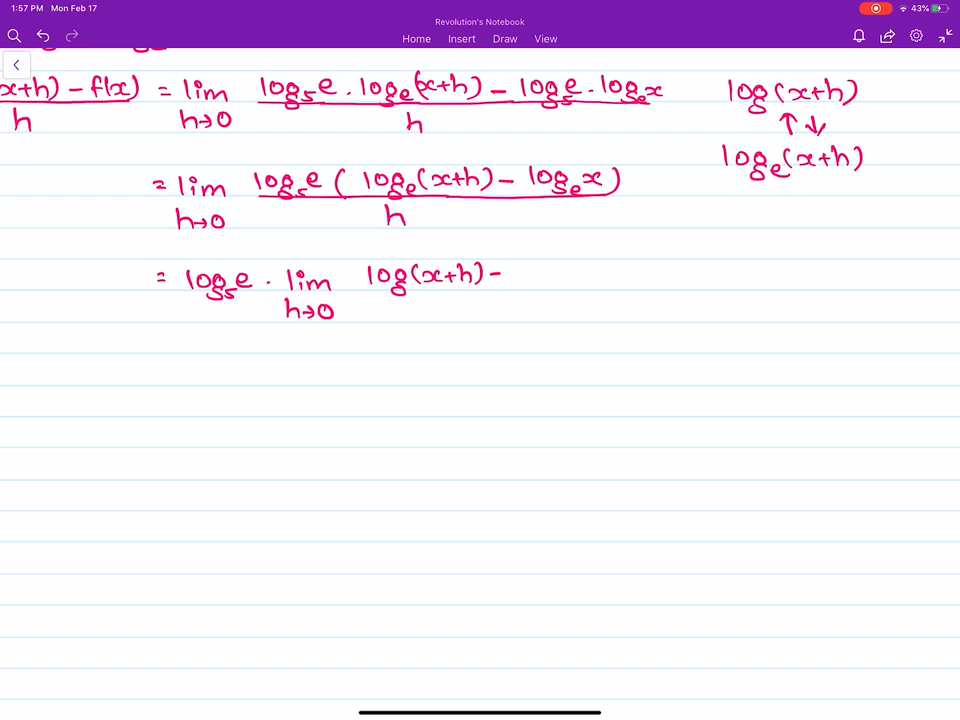 1:57 PM Mon Feb 17
43%
Revolution's Notebook
Home Insert Draw View
x+h) - f(x) / h = lim h→0 log₅e . logₑ(x+h) - log₅e . logₑx / h
log(x+h)
↑↓
logₑ(x+h)
= lim h→0 log₅e ( logₑ(x+h) - logₑx ) / h
= log₅e . lim h→0 log(x+h) -